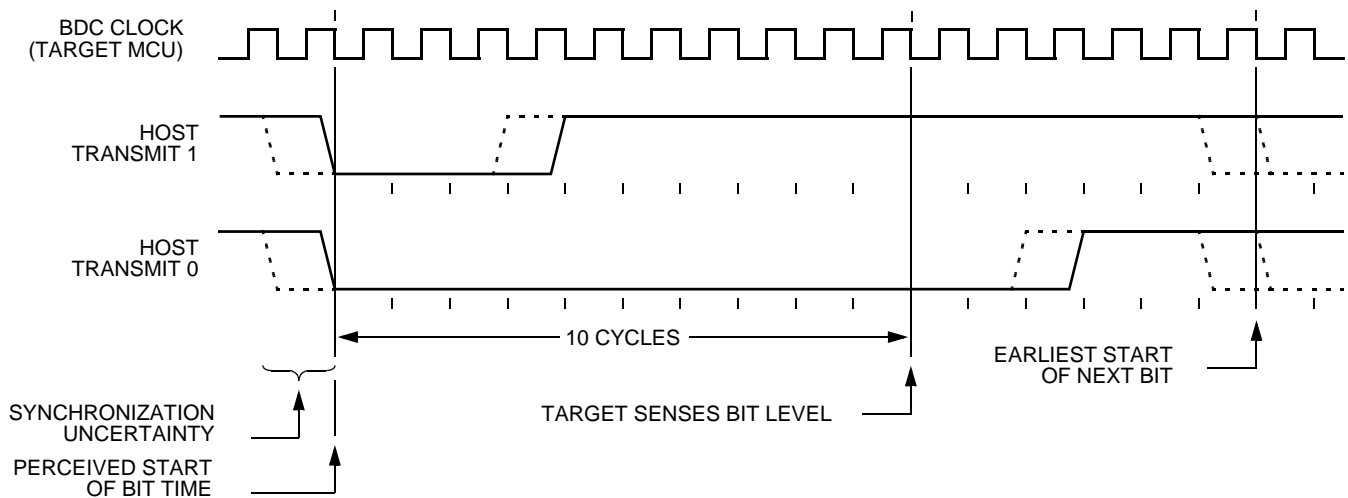 BDC CLOCK
(TARGET MCU)
HOST
TRANSMIT 1
HOST
TRANSMIT 0
10 CYCLES
EARLIEST START
OF NEXT BIT
SYNCHRONIZATION
UNCERTAINTY
TARGET SENSES BIT LEVEL
PERCEIVED START
OF BIT TIME